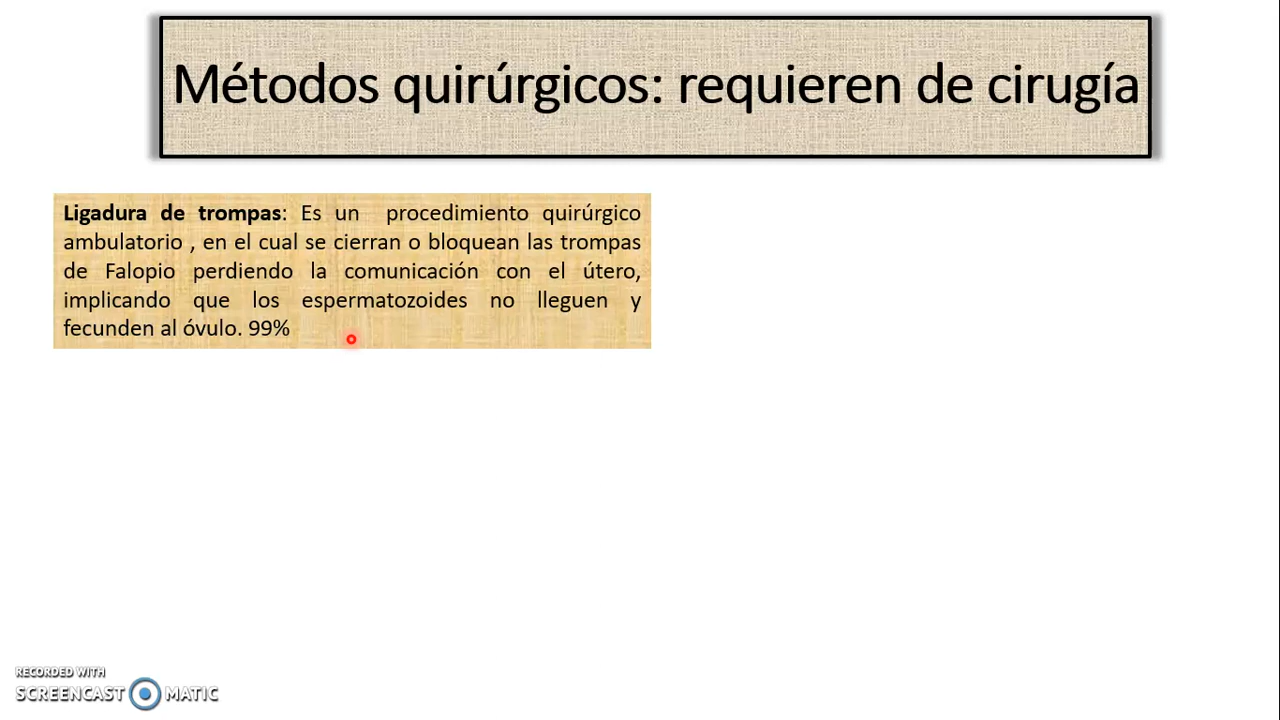 Métodos quirúrgicos: requieren de cirugía
Ligadura de trompas: Es un procedimiento quirúrgico
ambulatorio , en el cual se cierran o bloquean las trompas
de Falopio perdiendo la comunicación con el útero,
implicando que los espermatozoides no lleguen y
fecunden al óvulo. 99%
RECORDED WITH
SCREENCAST MATIC